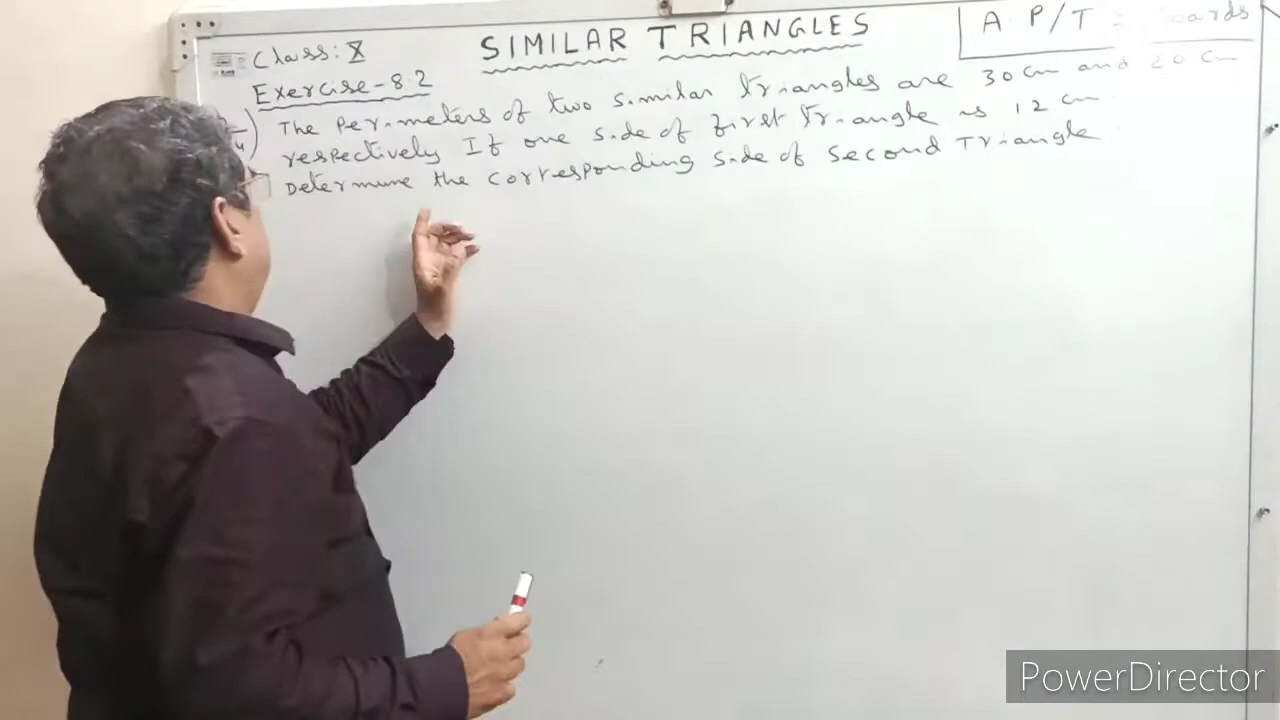 Class: X
SIMILAR TRIANGLES
A.P/T
Exercise-8.2
The Perimeters of two similar triangles are 30 cm and 20 cm
respectively If one side of first triangle is 12 cm
Determine the corresponding side of second Triangle
PowerDirector